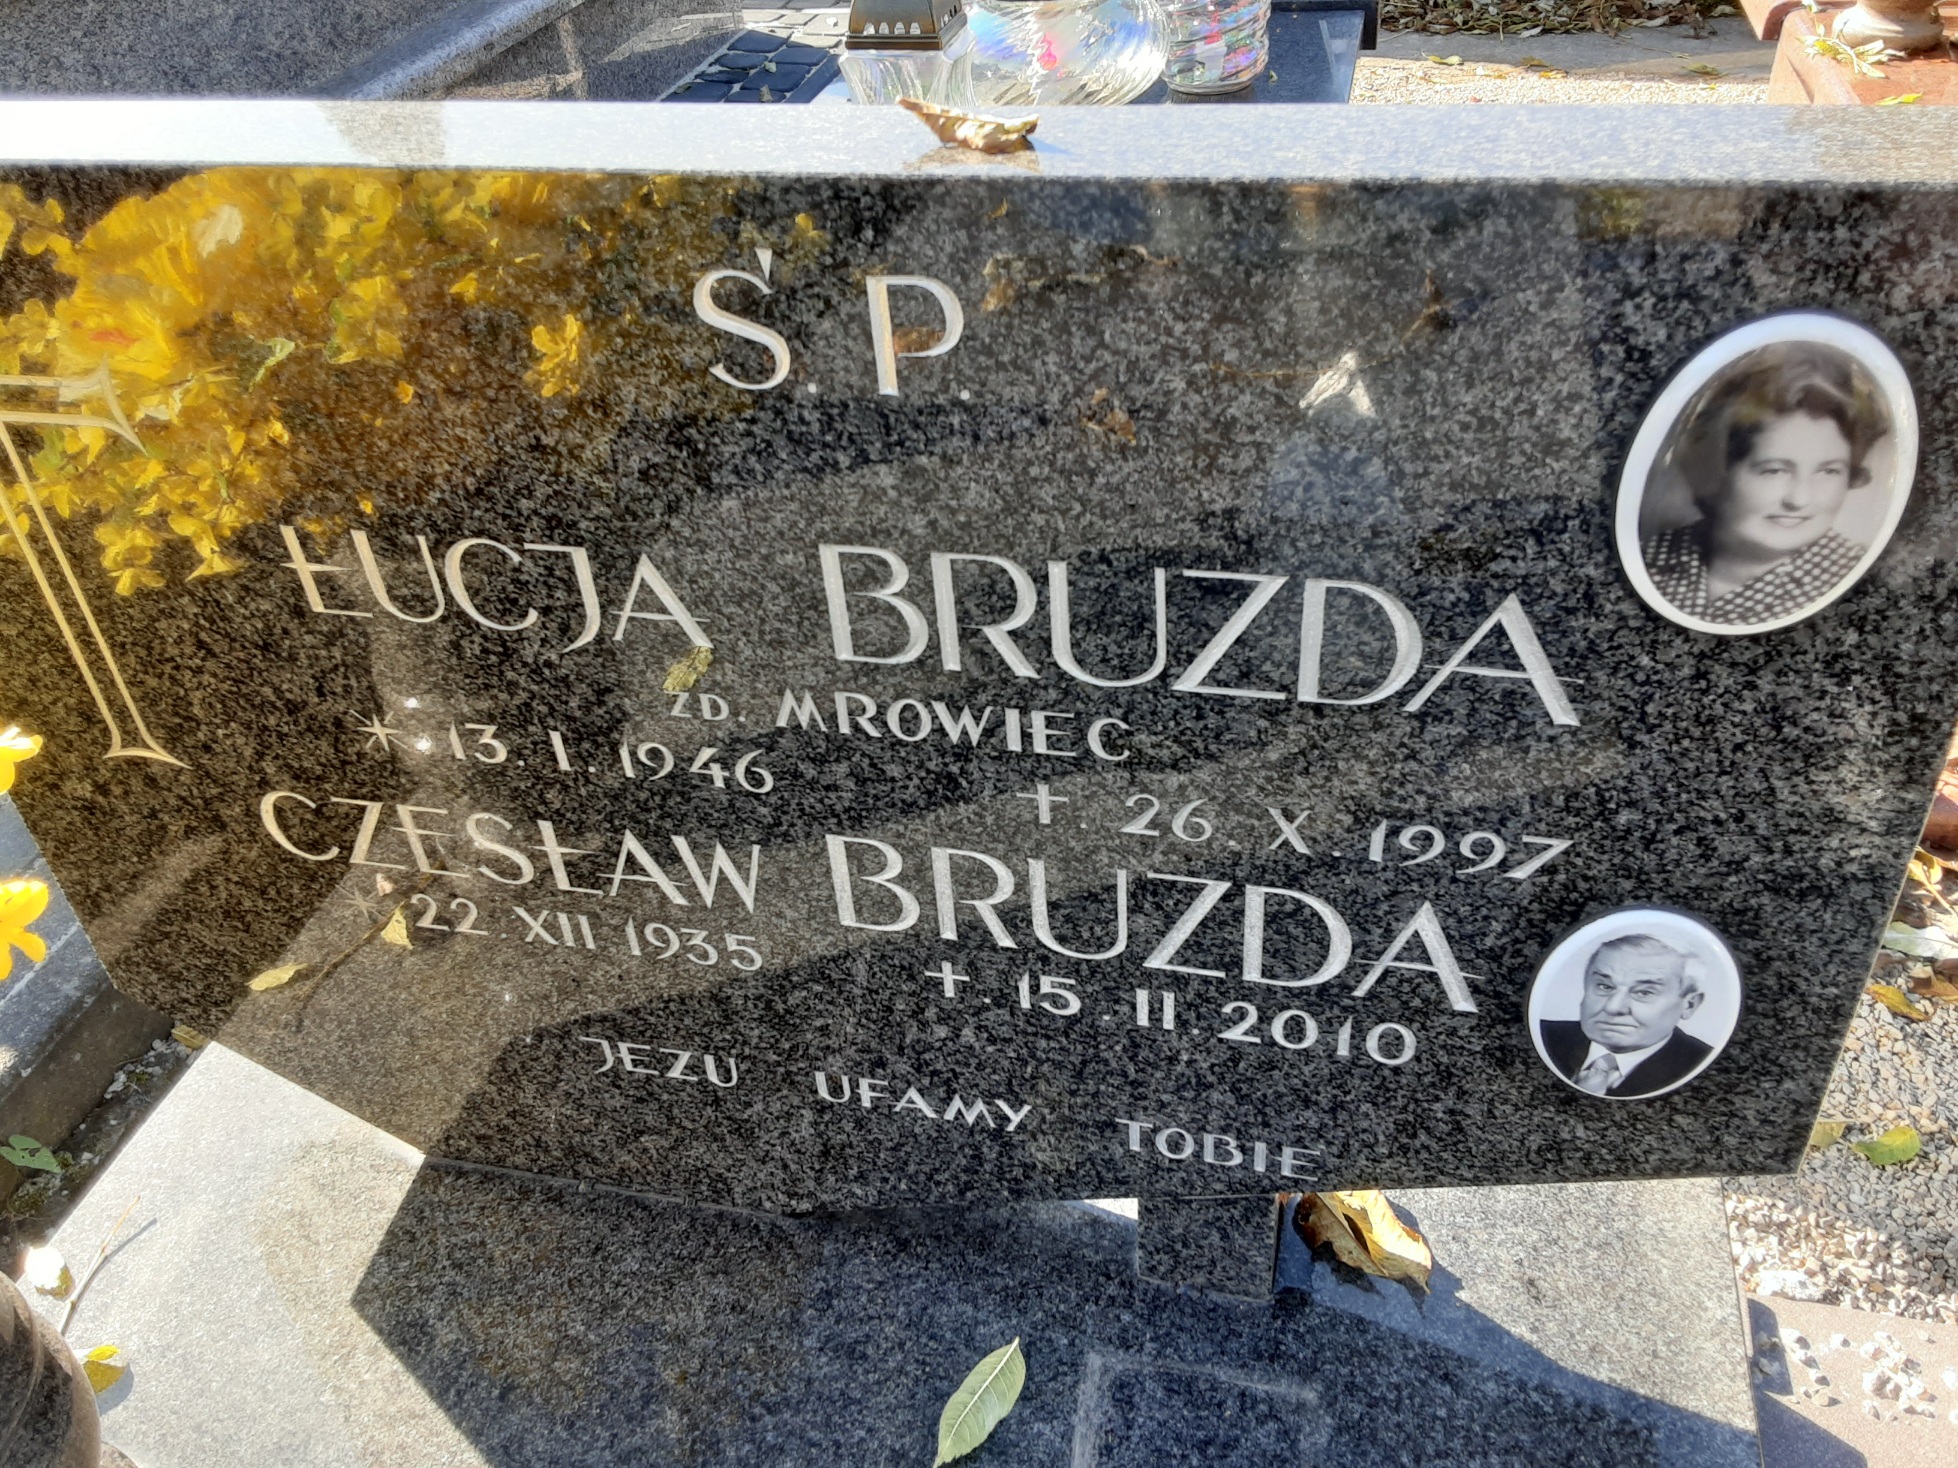 Ś. P.
ŁUCJA BRUZDA
ZD. MROWIEC
* 13. I. 1946 +. 26. X. 1997
CZESŁAW BRUZDA
* 22. XII 1935 +. 15. II. 2010
JEZU UFAMY TOBIE